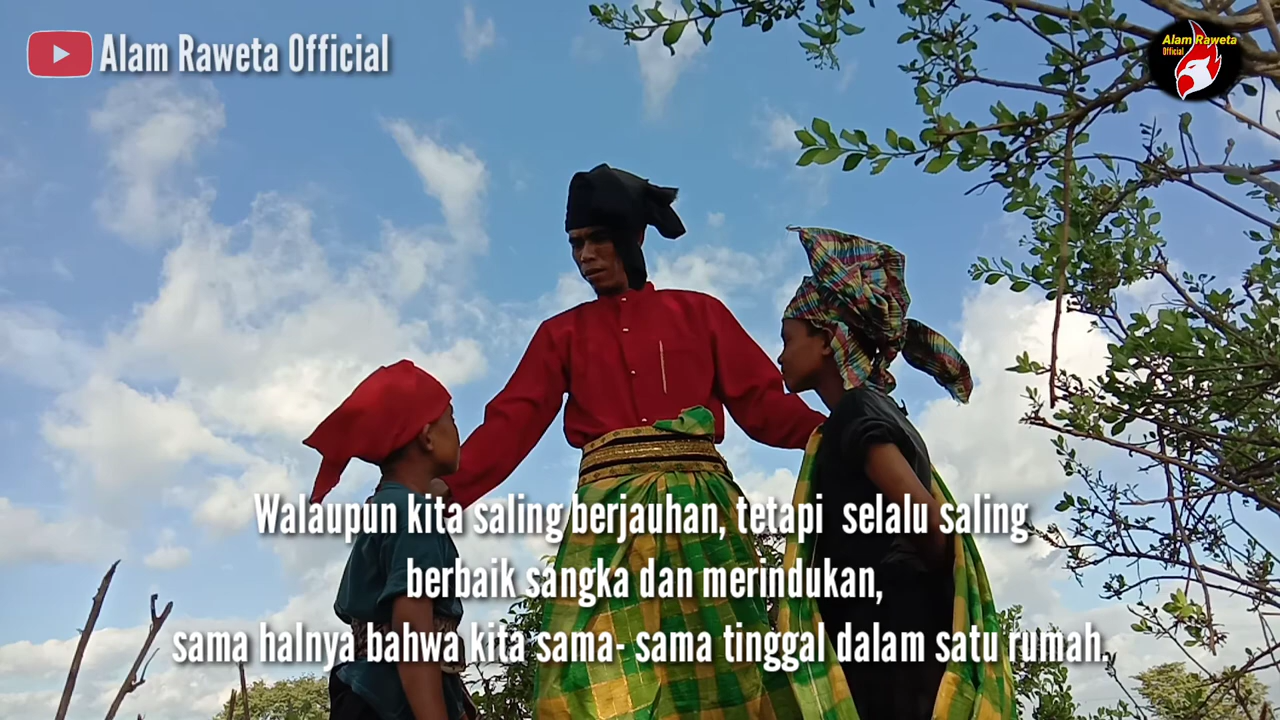 Alam Raweta Official
Alam Raweta
Official
Walaupun kita saling berjauhan, tetapi selalu saling
berbaik sangka dan merindukan,
sama halnya bahwa kita sama- sama tinggal dalam satu rumah.